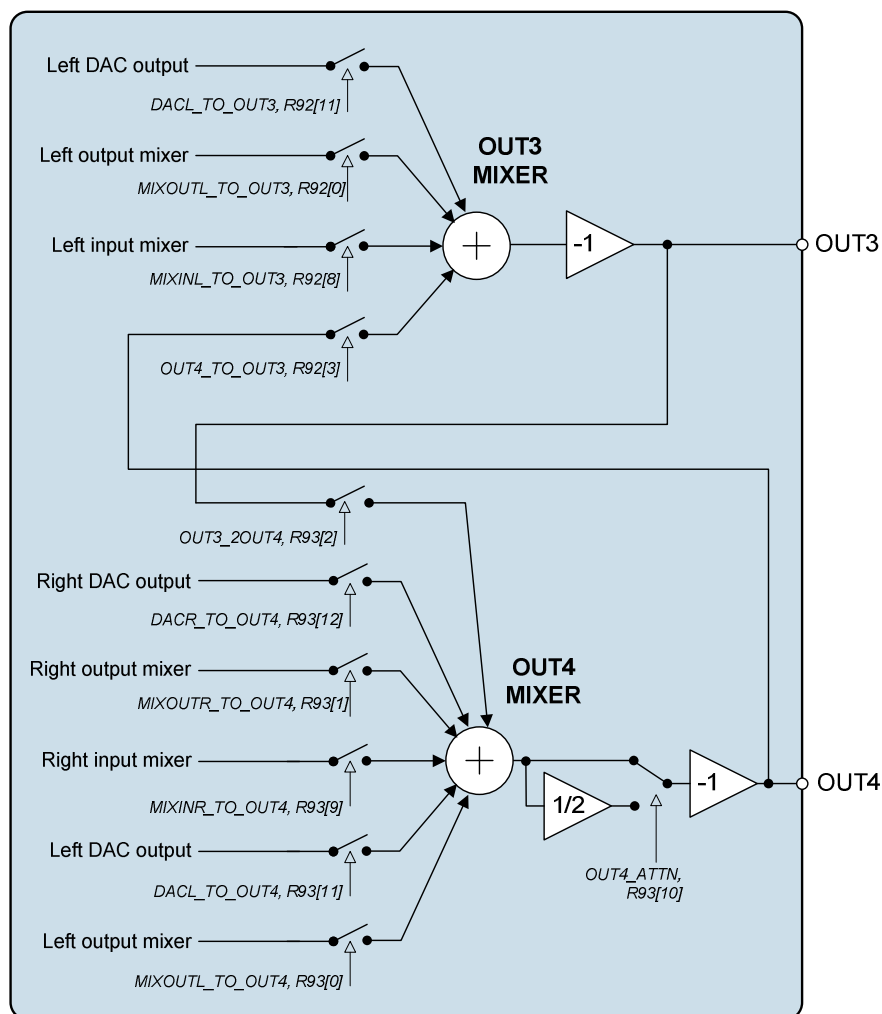 Left DAC output
DACL_TO_OUT3, R92[11]
Left output mixer
MIXOUTL_TO_OUT3, R92[0]
OUT3
MIXER
Left input mixer
MIXINL_TO_OUT3, R92[8]
+
-1
OUT3
OUT4_TO_OUT3, R92[3]
OUT3_2OUT4, R93[2]
Right DAC output
DACR_TO_OUT4, R93[12]
Right output mixer
MIXOUTR_TO_OUT4, R93[1]
OUT4
MIXER
Right input mixer
MIXINR_TO_OUT4, R93[9]
+
1/2
-1
OUT4
OUT4_ATTN,
R93[10]
Left DAC output
DACL_TO_OUT4, R93[11]
Left output mixer
MIXOUTL_TO_OUT4, R93[0]